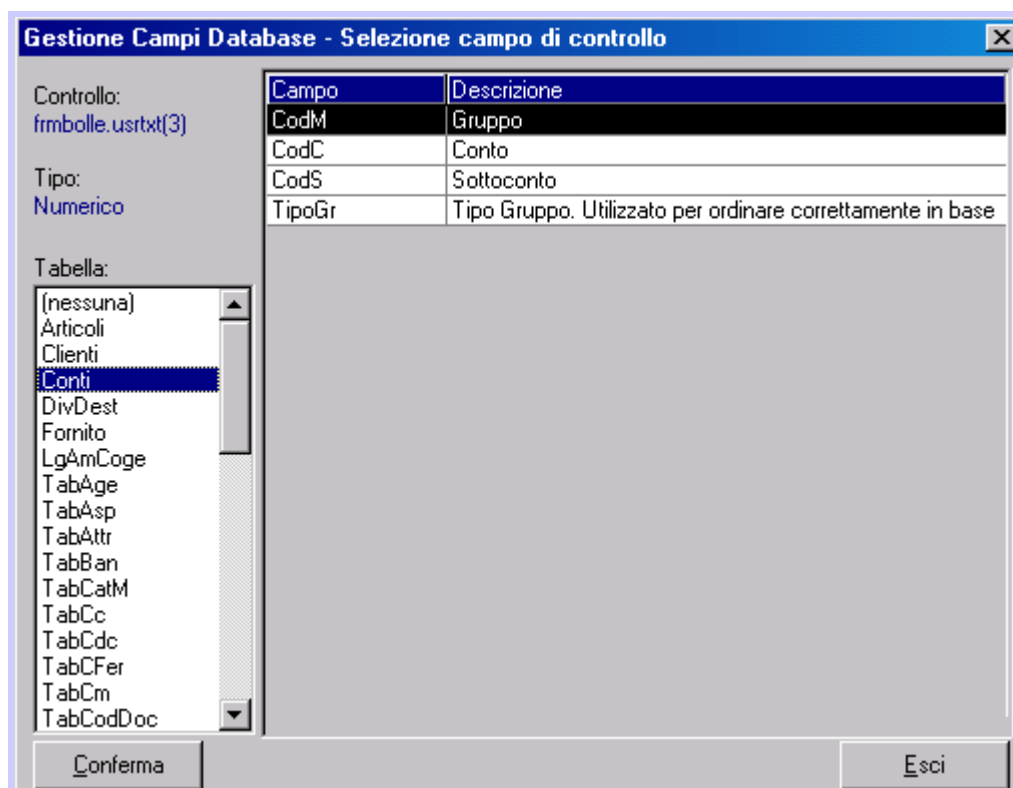 Gestione Campi Database - Selezione campo di controllo
Controllo:
frmbolle.usrtxt(3)
Tipo:
Numerico
Tabella:
(nessuna)
Articoli
Clienti
Conti
DivDest
Fornito
LgAmCoge
TabAge
TabAsp
TabAttr
TabBan
TabCatM
TabCc
TabCdc
TabCFer
TabCm
TabCodDoc
Campo Descrizione
CodM Gruppo
CodC Conto
CodS Sottoconto
TipoGr Tipo Gruppo. Utilizzato per ordinare correttamente in base
Conferma
Esci